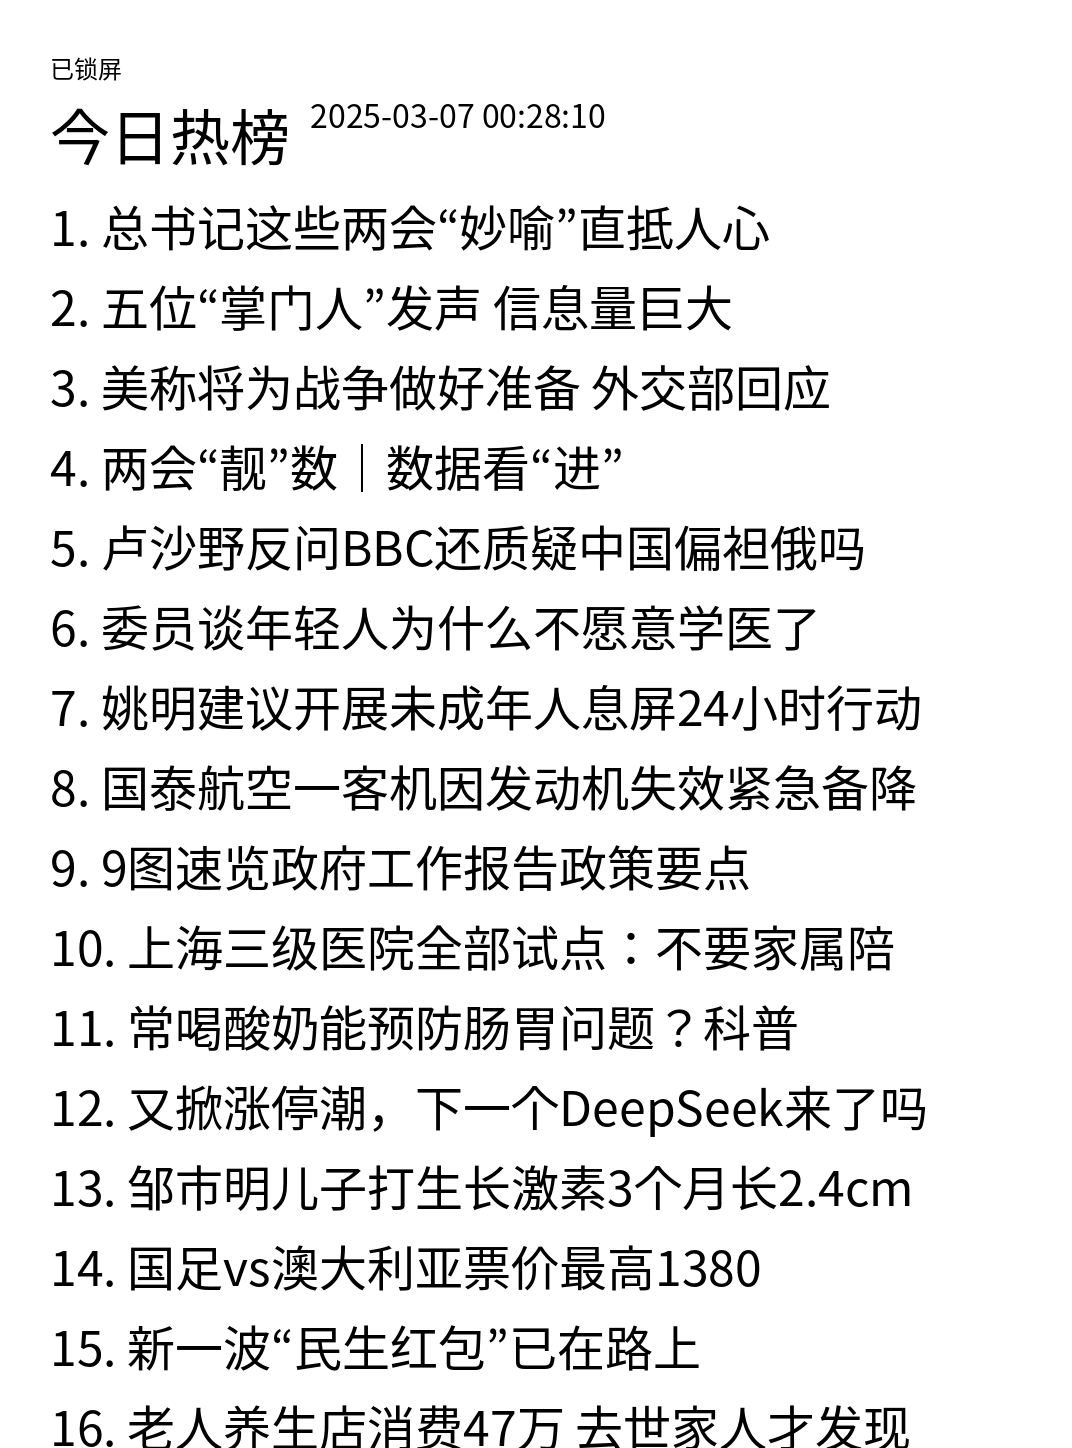 已锁屏
今日热榜 2025-03-07 00:28:10
1. 总书记这些两会“妙喻”直抵人心
2. 五位“掌门人”发声 信息量巨大
3. 美称将为战争做好准备 外交部回应
4. 两会“靓”数｜数据看“进”
5. 卢沙野反问BBC还质疑中国偏袒俄吗
6. 委员谈年轻人为什么不愿意学医了
7. 姚明建议开展未成年人息屏24小时行动
8. 国泰航空一客机因发动机失效紧急备降
9. 9图速览政府工作报告政策要点
10. 上海三级医院全部试点：不要家属陪
11. 常喝酸奶能预防肠胃问题？科普
12. 又掀涨停潮，下一个DeepSeek来了吗
13. 邹市明儿子打生长激素3个月长2.4cm
14. 国足vs澳大利亚票价最高1380
15. 新一波“民生红包”已在路上
16. 老人养生店消费47万 去世家人才发现